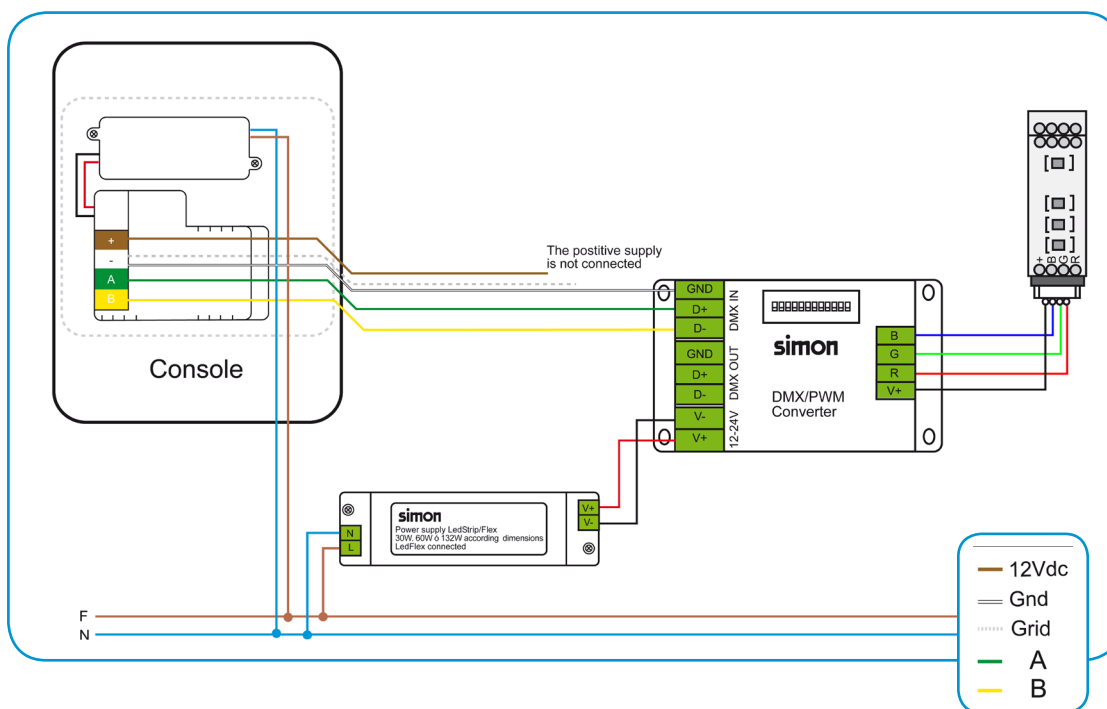 +
-
A
B
Console
The postitive supply
is not connected
GND
D+
D-
DMX IN
GND
D+
D-
DMX OUT
V-
V+
12-24V
simon
DMX/PWM
Converter
B
G
R
V+
+
B
G
R
N
L
simon
Power supply LedStrip/Flex
30W, 60W ó 132W according dimensions
LedFlex connected
V+
V-
F
N
12Vdc
Gnd
Grid
A
B